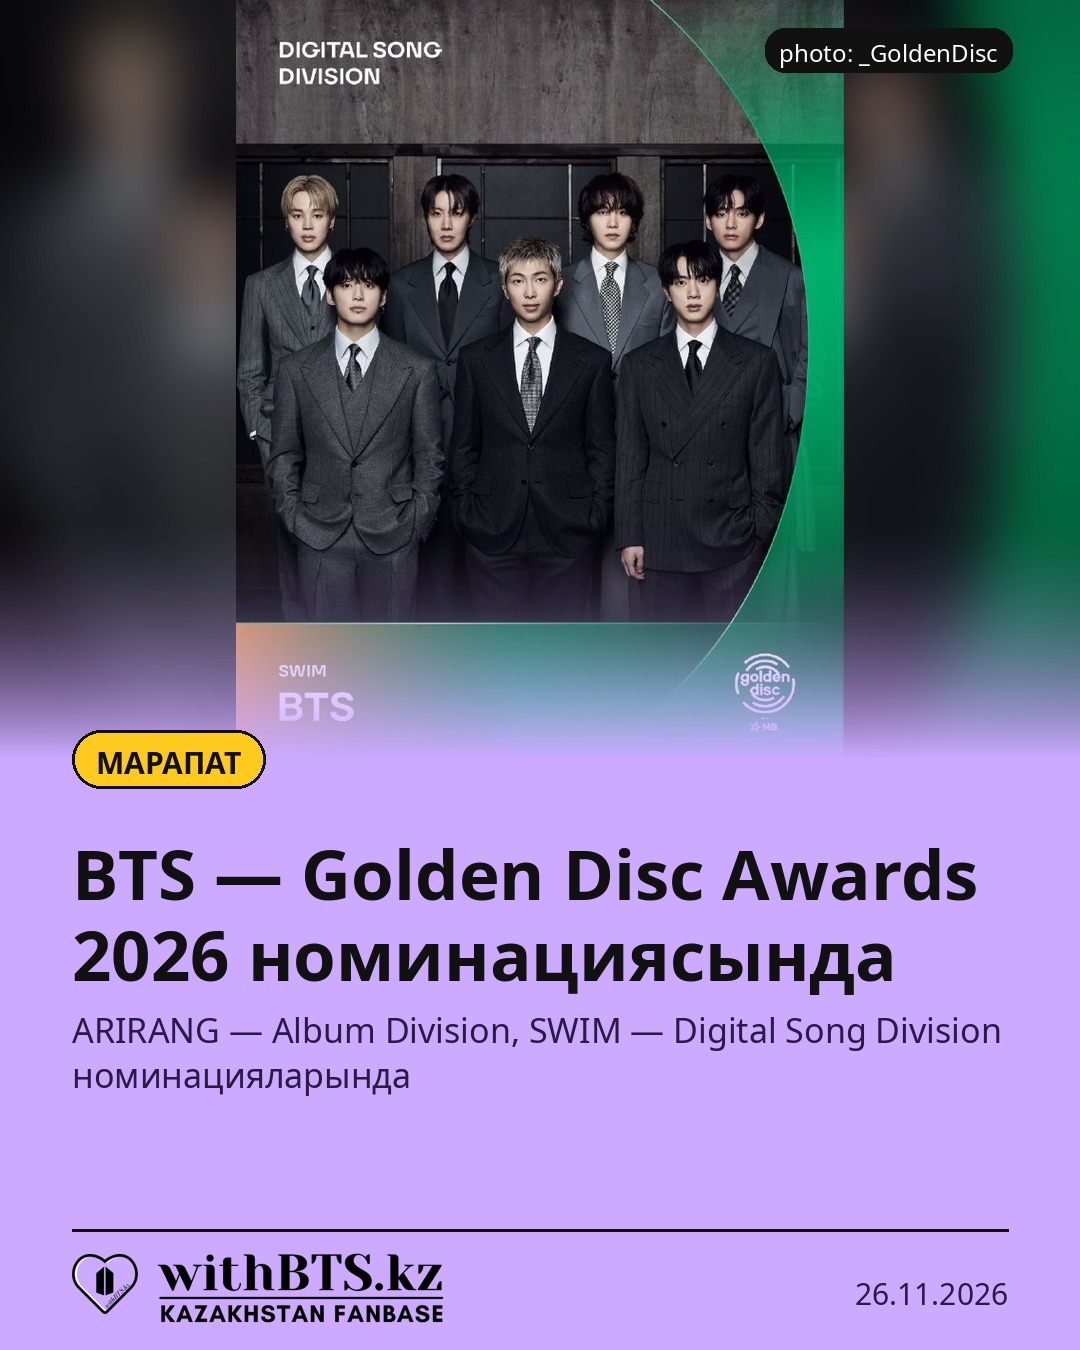 DIGITAL SONG
DIVISION
photo: _GoldenDisc
SWIM
BTS
golden
disc
MB
МАРАПАТ
BTS — Golden Disc Awards
2026 номинациясында
ARIRANG — Album Division, SWIM — Digital Song Division
номинацияларында
withBTS.kz
KAZAKHSTAN FANBASE
26.11.2026